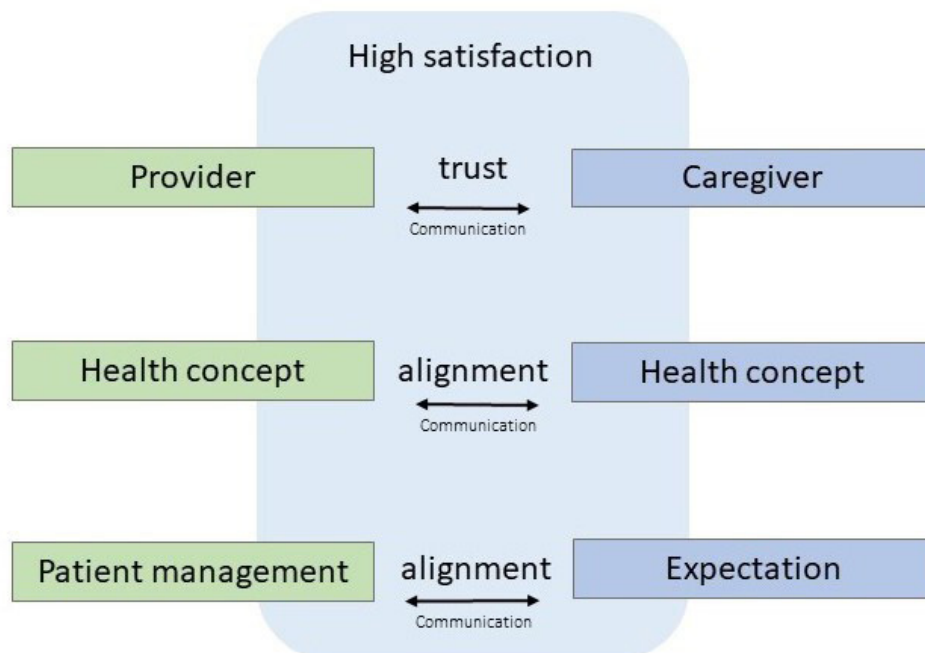 High satisfaction
Provider
trust
Caregiver
Communication
Health concept
alignment
Health concept
Communication
Patient management
alignment
Expectation
Communication